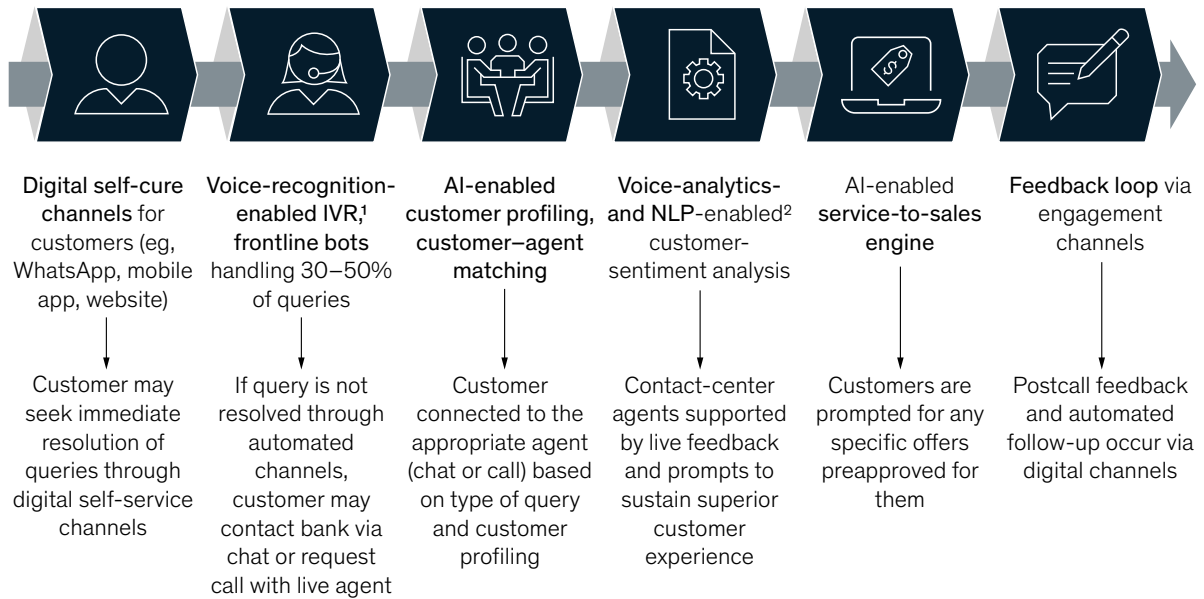 Digital self-cure
channels for
customers (eg,
WhatsApp, mobile
app, website)
Customer may
seek immediate
resolution of
queries through
digital self-service
channels
Voice-recognition-
enabled IVR,¹
frontline bots
handling 30–50%
of queries
If query is not
resolved through
automated
channels,
customer may
contact bank via
chat or request
call with live agent
AI-enabled
customer profiling,
customer–agent
matching
Customer
connected to the
appropriate agent
(chat or call) based
on type of query
and customer
profiling
Voice-analytics-
and NLP-enabled²
customer-
sentiment analysis
Contact-center
agents supported
by live feedback
and prompts to
sustain superior
customer
experience
$
AI-enabled
service-to-sales
engine
Customers are
prompted for any
specific offers
preapproved for
them
Feedback loop via
engagement
channels
Postcall feedback
and automated
follow-up occur via
digital channels